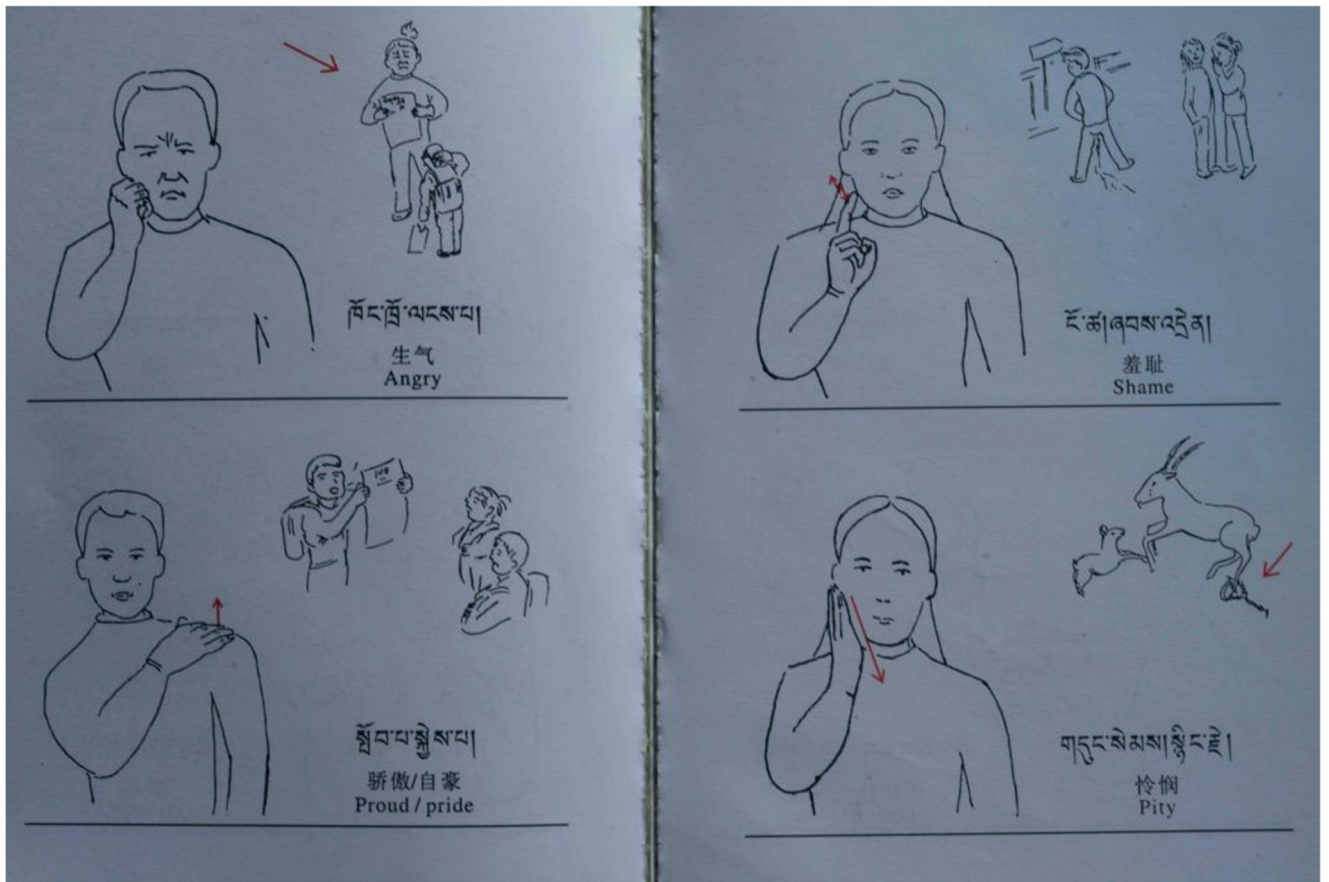 ཁོང་ཁྲོ་ལངས་པ།
生气
Angry
སྤོབ་པ་སྐྱེས་པ།
骄傲/自豪
Proud / pride
ངོ་ཚ།ཞབས་འདྲེན།
羞耻
Shame
གདུང་སེམས།སྙིང་རྗེ།
怜悯
Pity